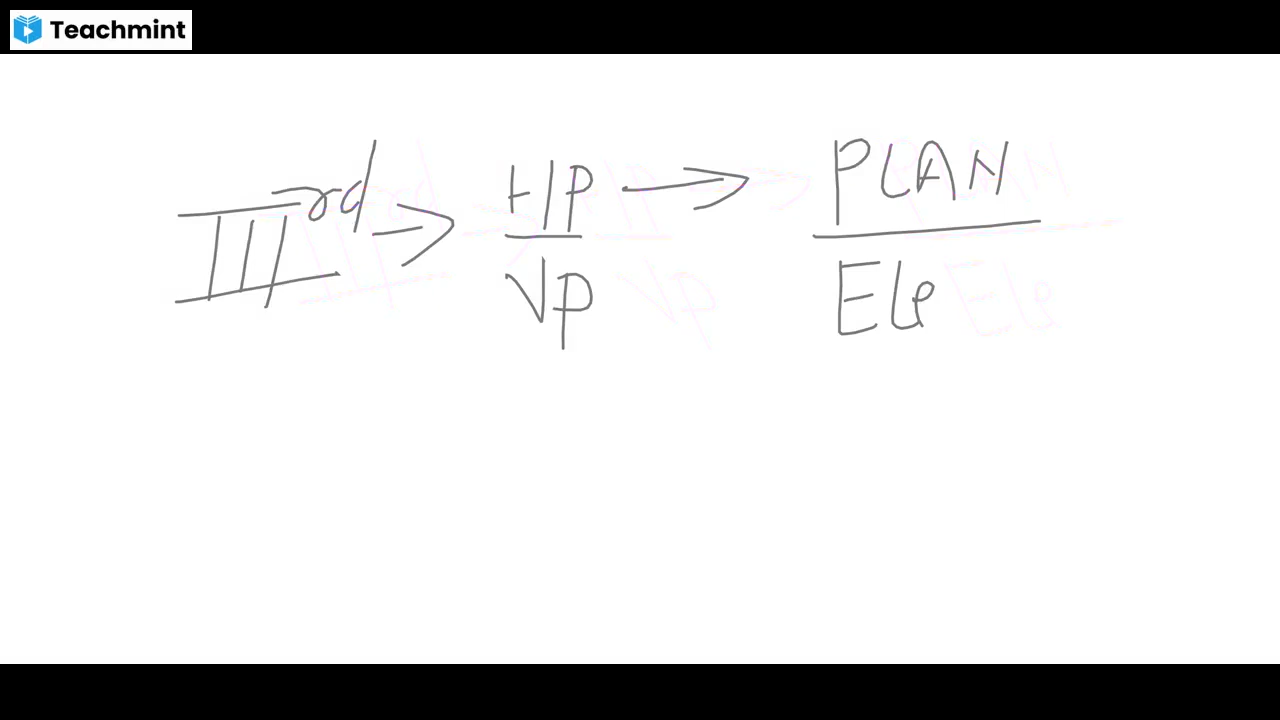 Teachmint
IIIrd → HP → PLAN
VP Ele